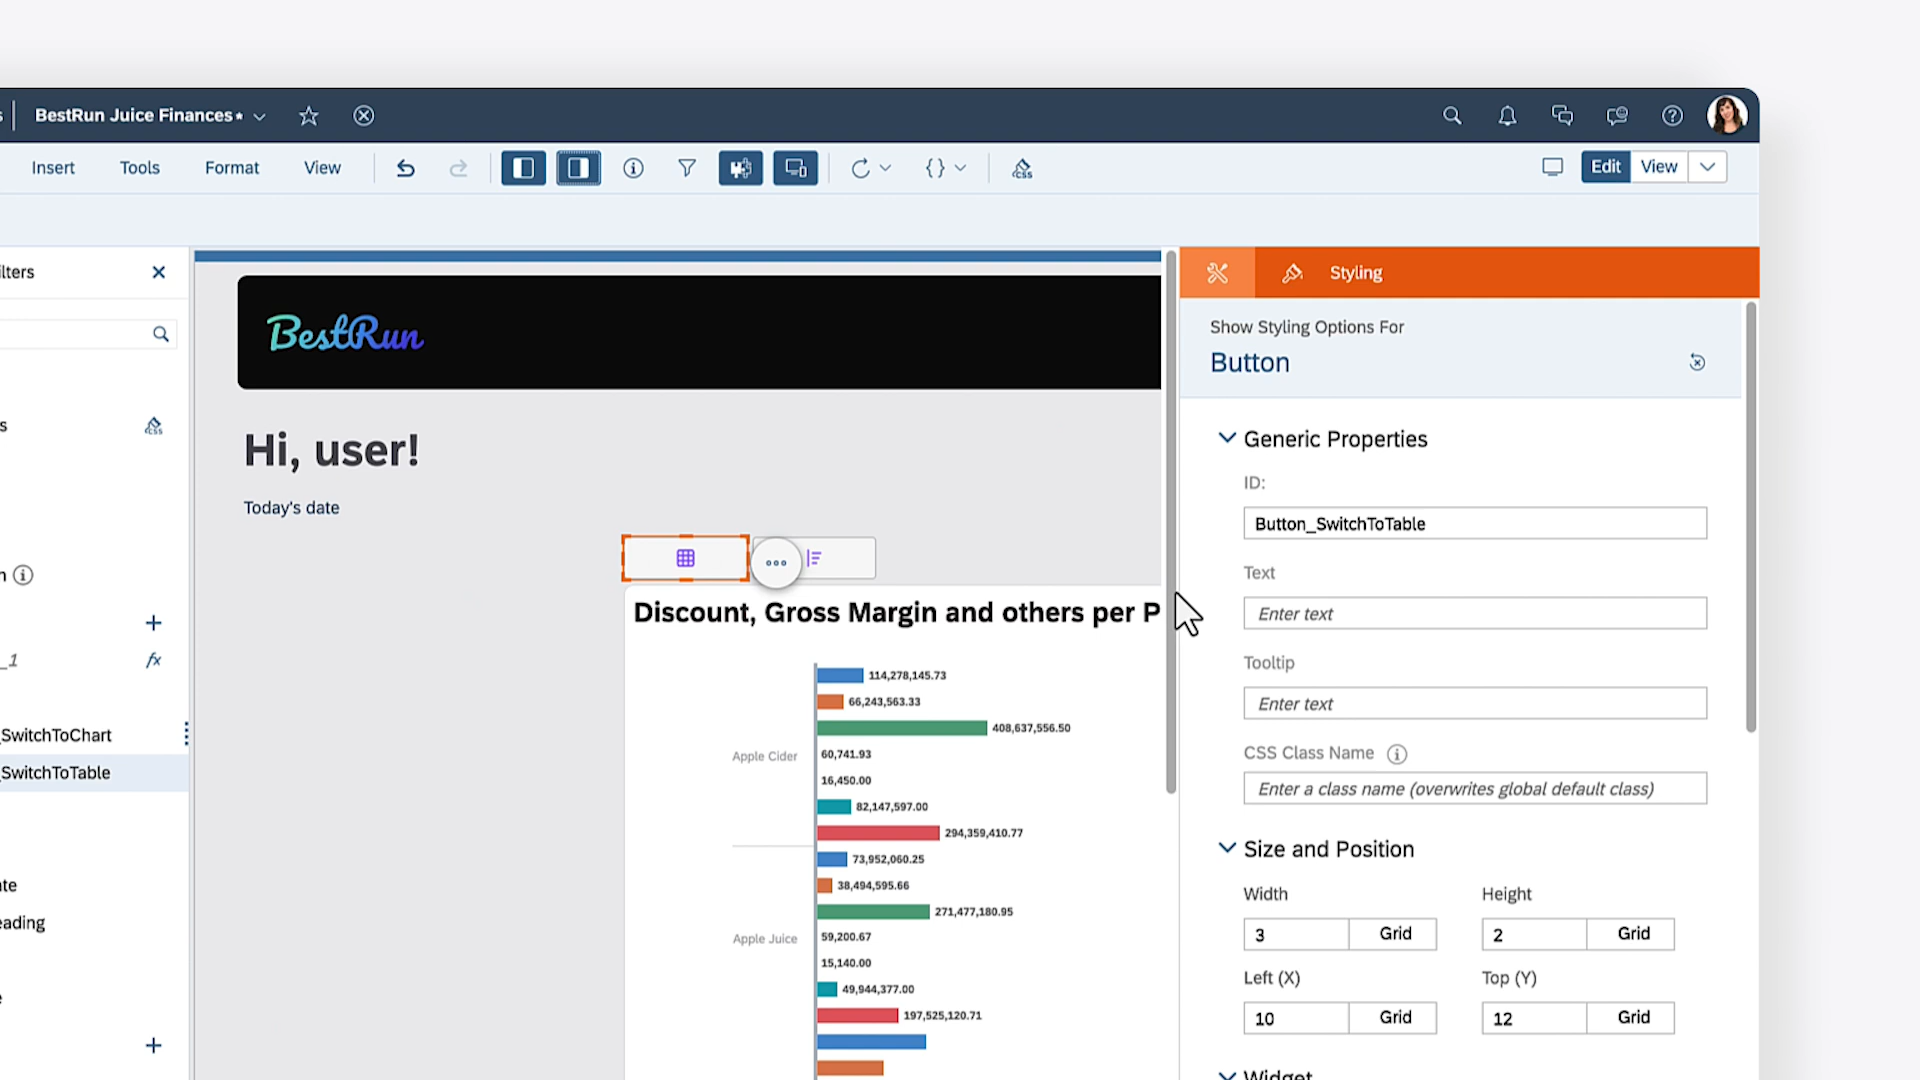 s
BestRun Juice Finances*
Insert Tools Format View
CSS
Edit View
ilters
s
CSS
n
_1
fx
_SwitchToChart
_SwitchToTable
te
eading
e
BestRun
Hi, user!
Today's date
Discount, Gross Margin and others per P
114,278,145.73
66,243,563.33
408,637,556.50
Apple Cider
60,741.93
16,450.00
82,147,597.00
294,359,410.77
73,952,060.25
38,494,595.66
271,477,180.95
Apple Juice
59,200.67
15,140.00
49,944,377.00
197,525,120.71
Styling
Show Styling Options For
Button
Generic Properties
ID:
Button_SwitchToTable
Text
Enter text
Tooltip
Enter text
CSS Class Name
Enter a class name (overwrites global default class)
Size and Position
Width Height
3 Grid 2 Grid
Left (X) Top (Y)
10 Grid 12 Grid
Widget